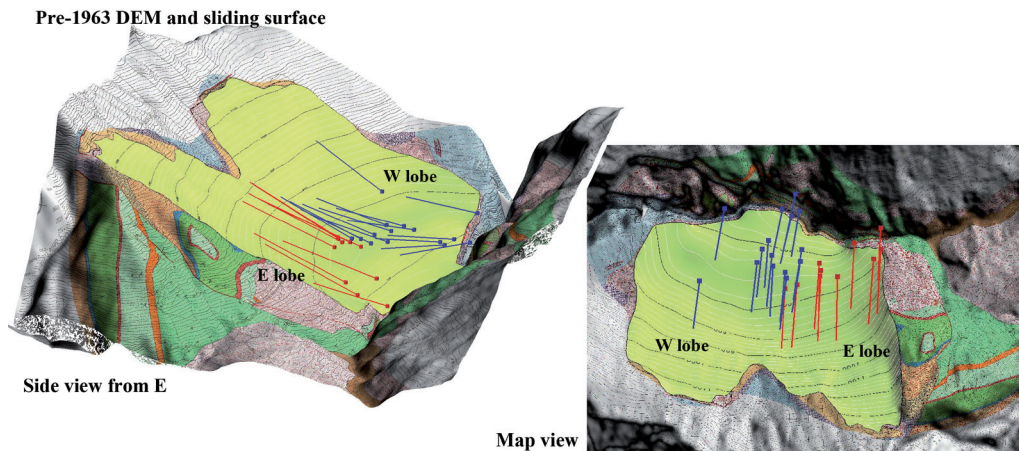 Pre-1963 DEM and sliding surface
W lobe
E lobe
Side view from E
W lobe
E lobe
Map view